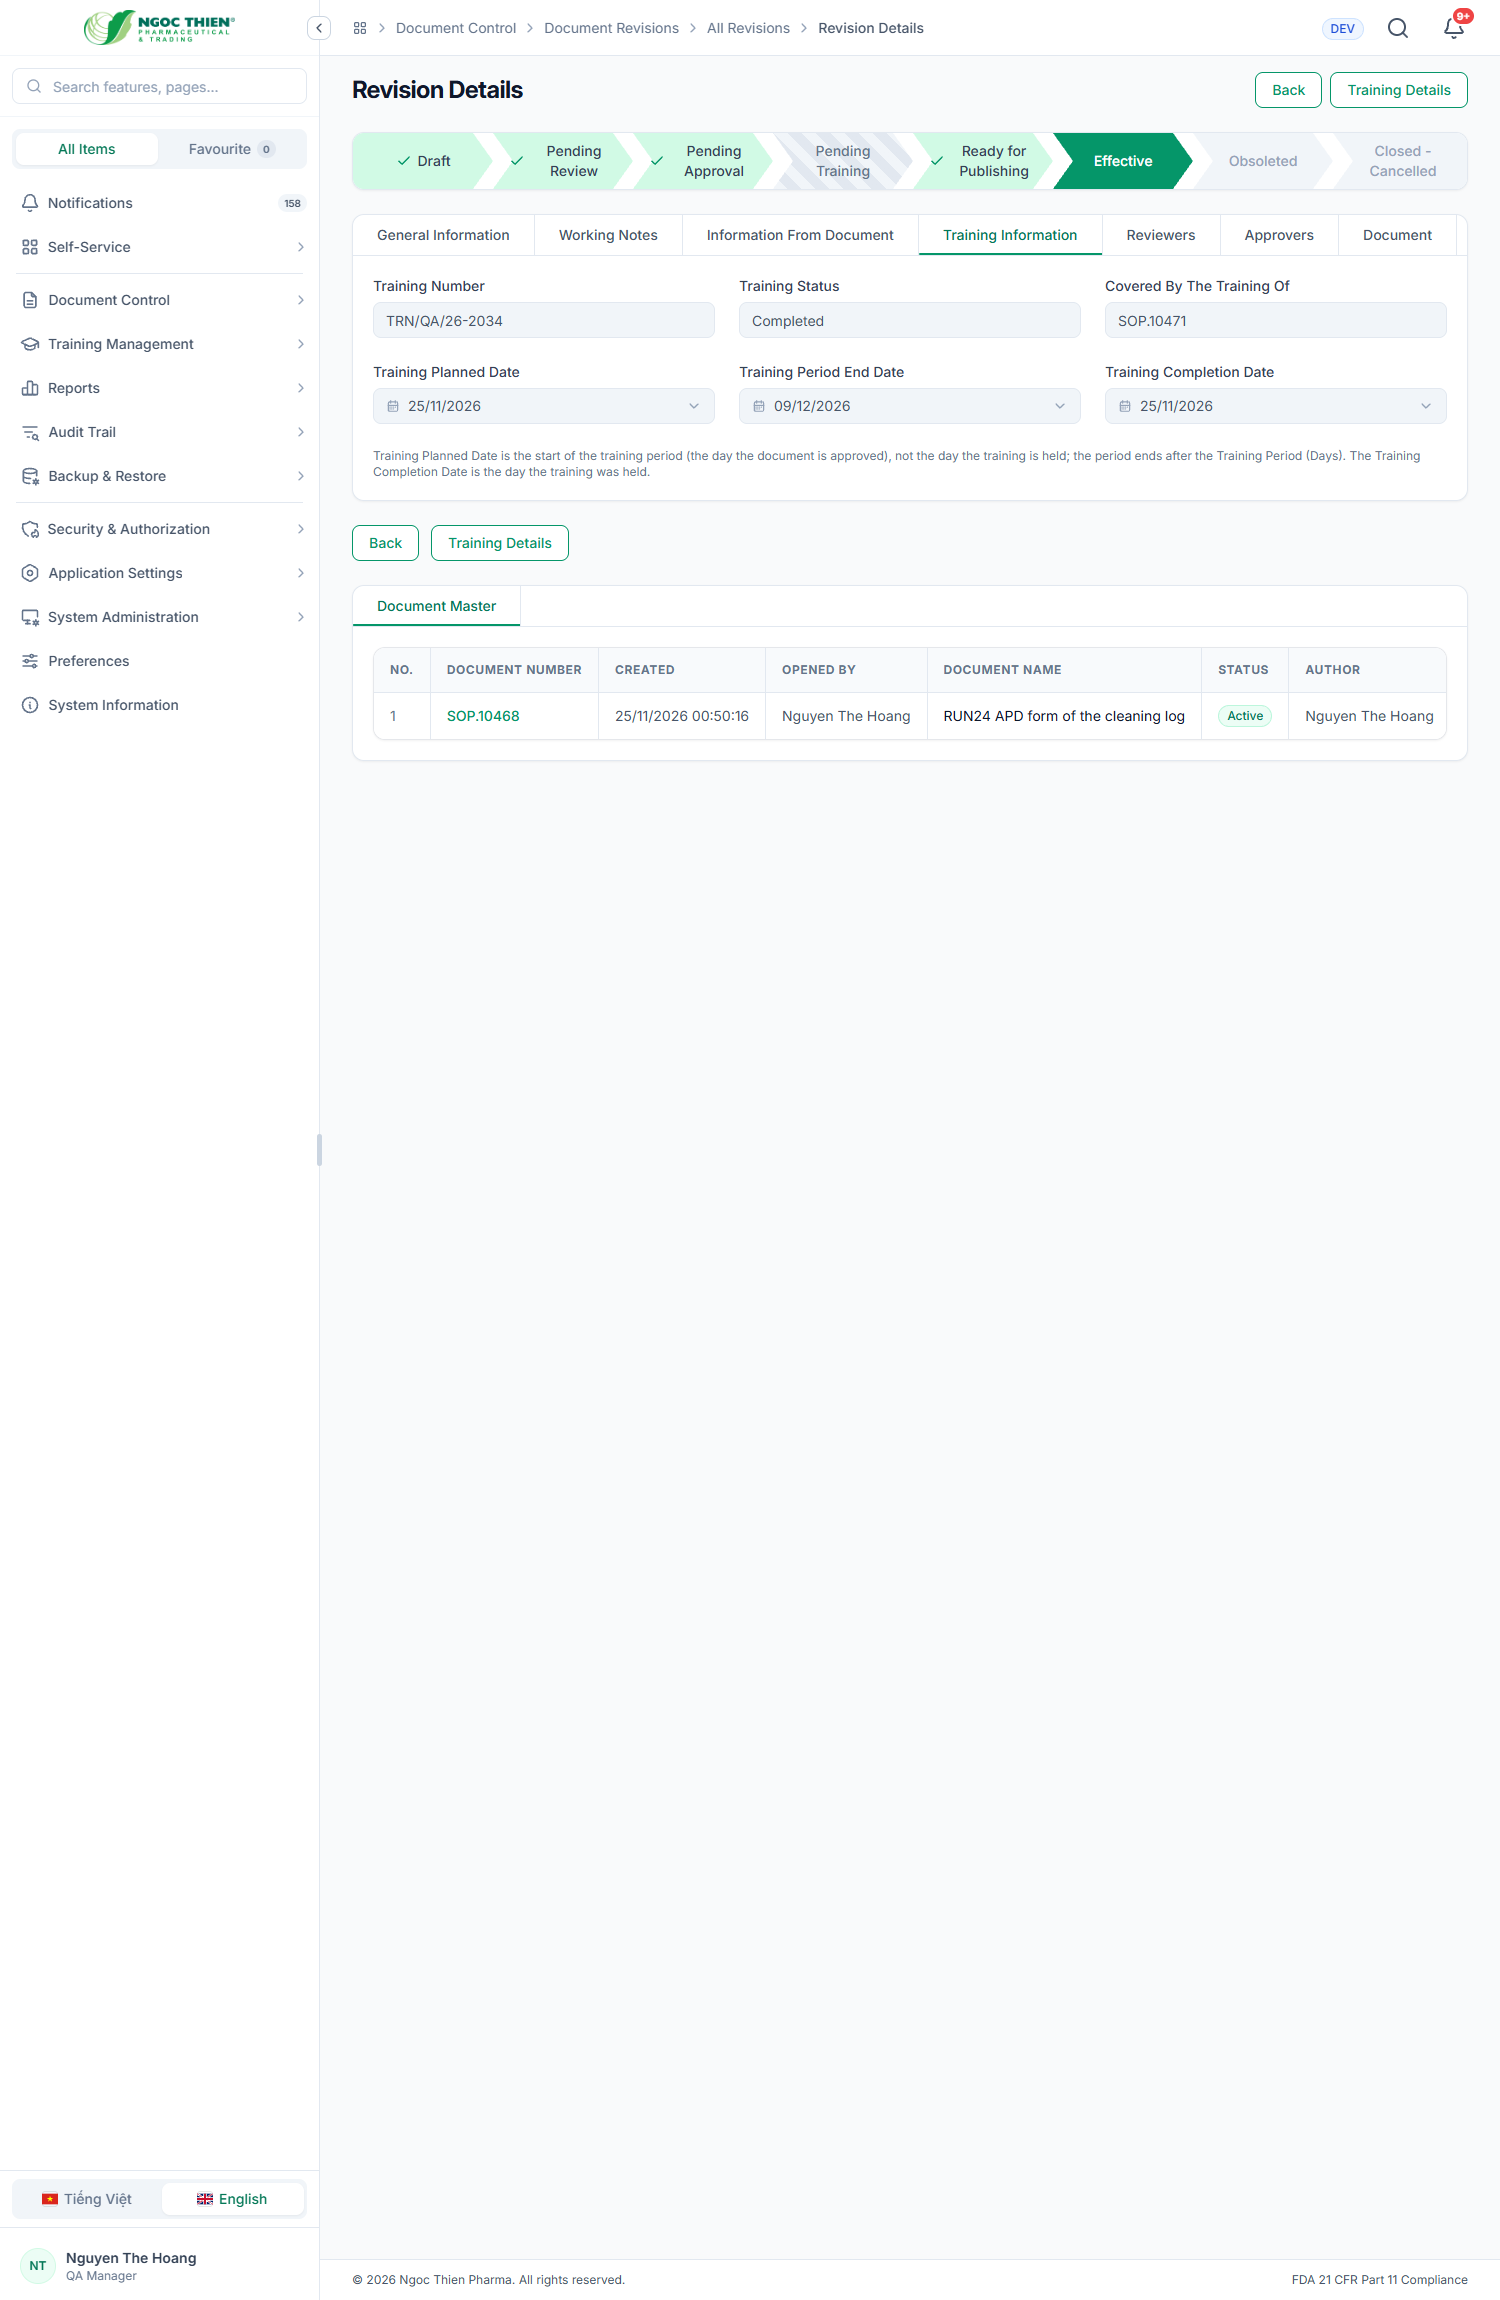 NGOC THIEN®
PHARMACEUTICAL
& TRADING
Document Control
Document Revisions
All Revisions
Revision Details
DEV
9+
Search features, pages...
All Items
Favourite 0
Notifications 158
Self-Service
Document Control
Training Management
Reports
Audit Trail
Backup & Restore
Security & Authorization
Application Settings
System Administration
Preferences
System Information
Tiếng Việt
English
NT
Nguyen The Hoang
QA Manager
Revision Details
Back
Training Details
Draft
Pending
Review
Pending
Approval
Pending
Training
Ready for
Publishing
Effective
Obsoleted
Closed -
Cancelled
General Information
Working Notes
Information From Document
Training Information
Reviewers
Approvers
Document
Training Number
TRN/QA/26-2034
Training Status
Completed
Covered By The Training Of
SOP.10471
Training Planned Date
25/11/2026
Training Period End Date
09/12/2026
Training Completion Date
25/11/2026
Training Planned Date is the start of the training period (the day the document is approved), not the day the training is held; the period ends after the Training Period (Days). The Training
Completion Date is the day the training was held.
Back
Training Details
Document Master
NO. DOCUMENT NUMBER CREATED OPENED BY DOCUMENT NAME STATUS AUTHOR
1 SOP.10468 25/11/2026 00:50:16 Nguyen The Hoang RUN24 APD form of the cleaning log Active Nguyen The Hoang
© 2026 Ngoc Thien Pharma. All rights reserved.
FDA 21 CFR Part 11 Compliance